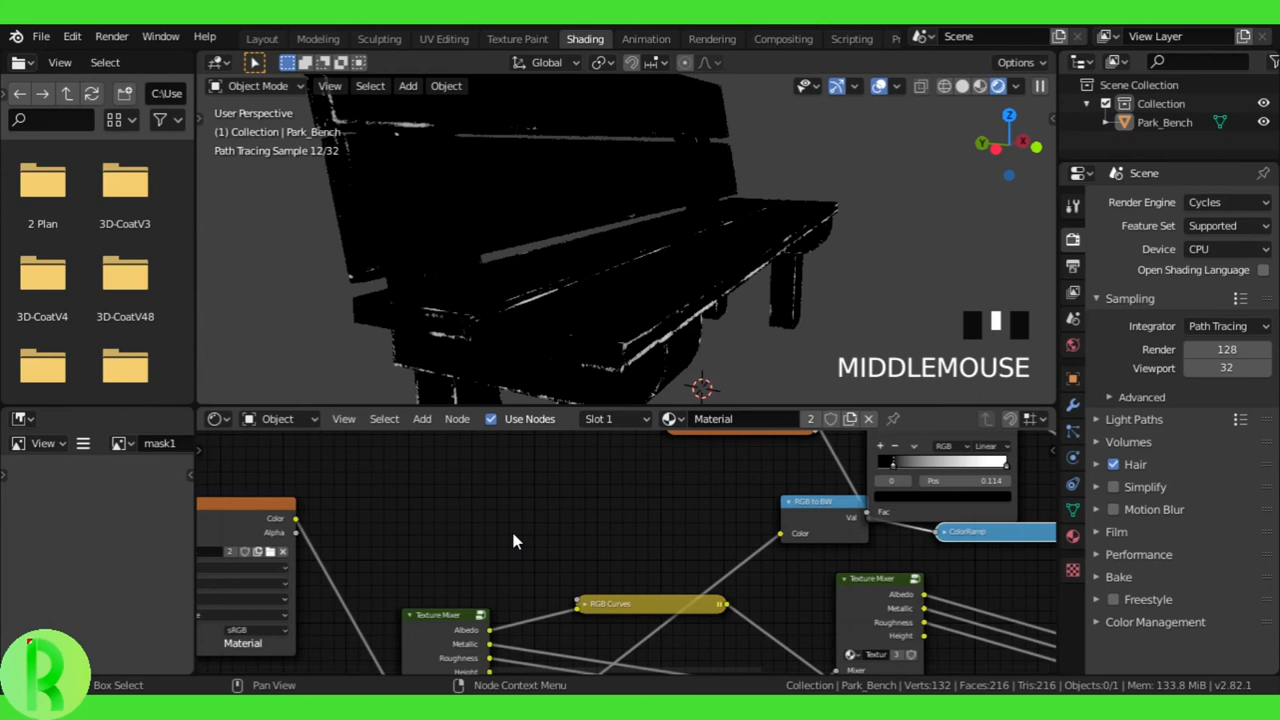 File Edit Render Window Help
Layout Modeling Sculpting UV Editing Texture Paint Shading Animation Rendering Compositing Scripting
Scene
View Layer
View Select
Global
Options
C:\Use
Object Mode View Select Add Object
User Perspective
(1) Collection | Park_Bench
Path Tracing Sample 12/32
Z
Y
X
2 Plan
3D-CoatV3
3D-CoatV4
3D-CoatV48
MIDDLEMOUSE
Scene Collection
Collection
Park_Bench
Scene
Render Engine Cycles
Feature Set Supported
Device CPU
Open Shading Language
Sampling
Integrator Path Tracing
Render 128
Viewport 32
Advanced
Light Paths
Volumes
Hair
Simplify
Motion Blur
Film
Performance
Bake
Freestyle
Color Management
Object View Select Add Node Use Nodes Slot 1 Material 2
View mask1
Color
Alpha
2
sRGB
Material
RGB Linear
0 Pos 0.114
Fac
RGB to BW
Val
Color
ColorRamp
RGB Curves
Texture Mixer
Albedo
Metallic
Roughness
Height
Texture Mixer
Albedo
Metallic
Roughness
Height
Textur 3
Mixer
Box Select Pan View Node Context Menu Collection | Park_Bench | Verts:132 | Faces:216 | Tris:216 | Objects:0/1 | Mem: 133.8 MiB | v2.82.1